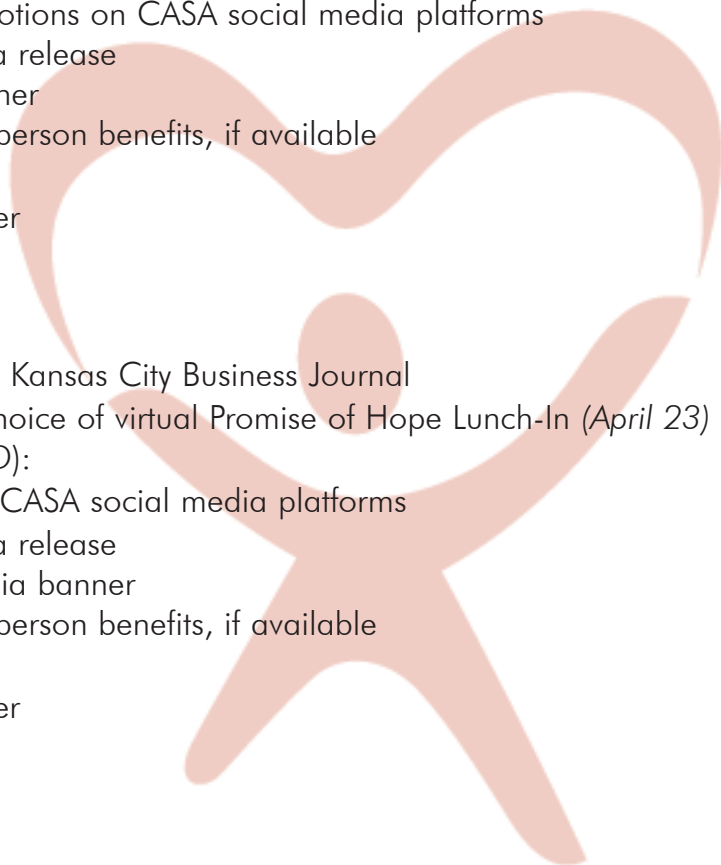 otions on CASA social media platforms
a release
ner
person benefits, if available
er
Kansas City Business Journal
hoice of virtual Promise of Hope Lunch-In (April 23)
D):
CASA social media platforms
a release
ia banner
person benefits, if available
er